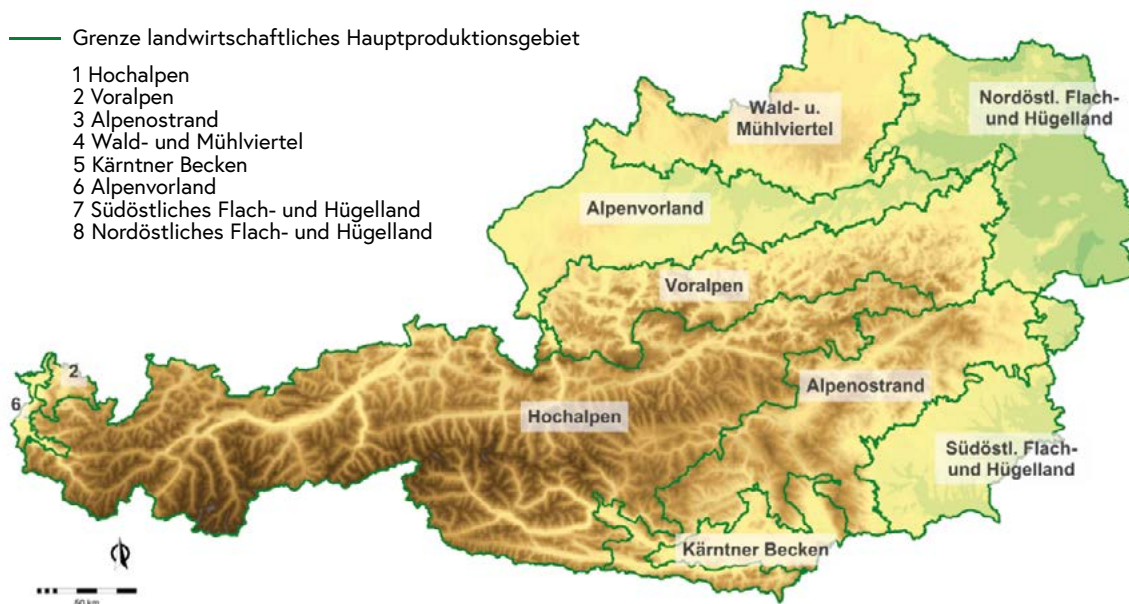 Grenze landwirtschaftliches Hauptproduktionsgebiet
1 Hochalpen
2 Voralpen
3 Alpenostrand
4 Wald- und Mühlviertel
5 Kärntner Becken
6 Alpenvorland
7 Südöstliches Flach- und Hügelland
8 Nordöstliches Flach- und Hügelland
Wald- u.
Mühlviertel
Nordöstl. Flach-
und Hügelland
Alpenvorland
Voralpen
2
6
Alpenostrand
Hochalpen
Südöstl. Flach-
und Hügelland
Kärntner Becken
50 km